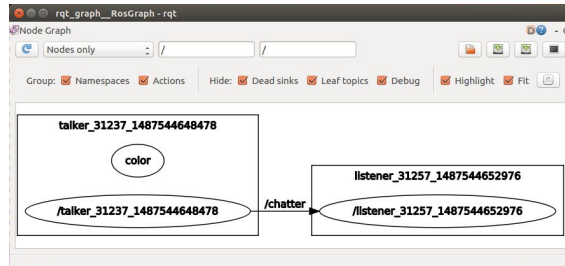 rqt_graph__RosGraph - rqt
Node Graph
D
-
Nodes only
/
/
Group: Namespaces Actions Hide: Dead sinks Leaf topics Debug Highlight Fit
talker_31237_1487544648478
color
listener_31257_1487544652976
/talker_31237_1487544648478
/chatter
/listener_31257_1487544652976